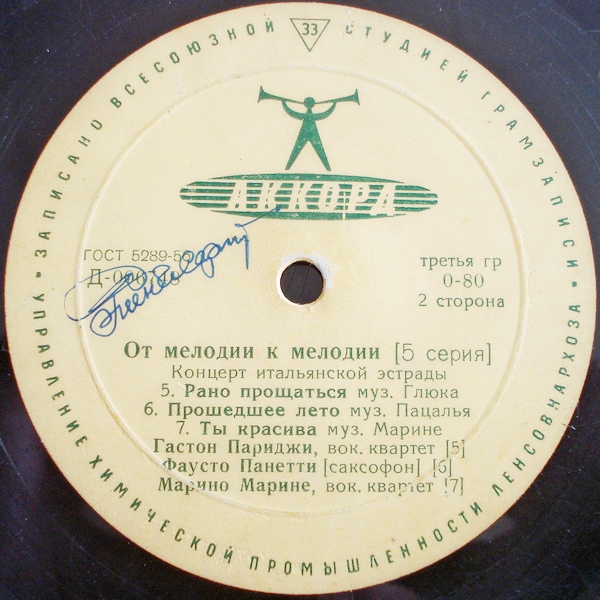 ЗАПИСАНО ВСЕСОЮЗНОЙ 33 СТУДИЕЙ ГРАМЗАПИСИ
АККОРД
ГОСТ 5289-56
третья гр
0-80
2 сторона
От мелодии к мелодии [5 серия]
Концерт итальянской эстрады
5. Рано прощаться муз. Глюка
6. Прошедшее лето муз. Пацалья
7. Ты красива муз. Марине
Гастон Париджи, вок. квартет [5]
Фаусто Панетти [саксофон] [6]
Марино Марине, вок. квартет [7]
УПРАВЛЕНИЕ ХИМИЧЕСКОЙ ПРОМЫШЛЕННОСТИ ЛЕНСОВНАРХОЗА